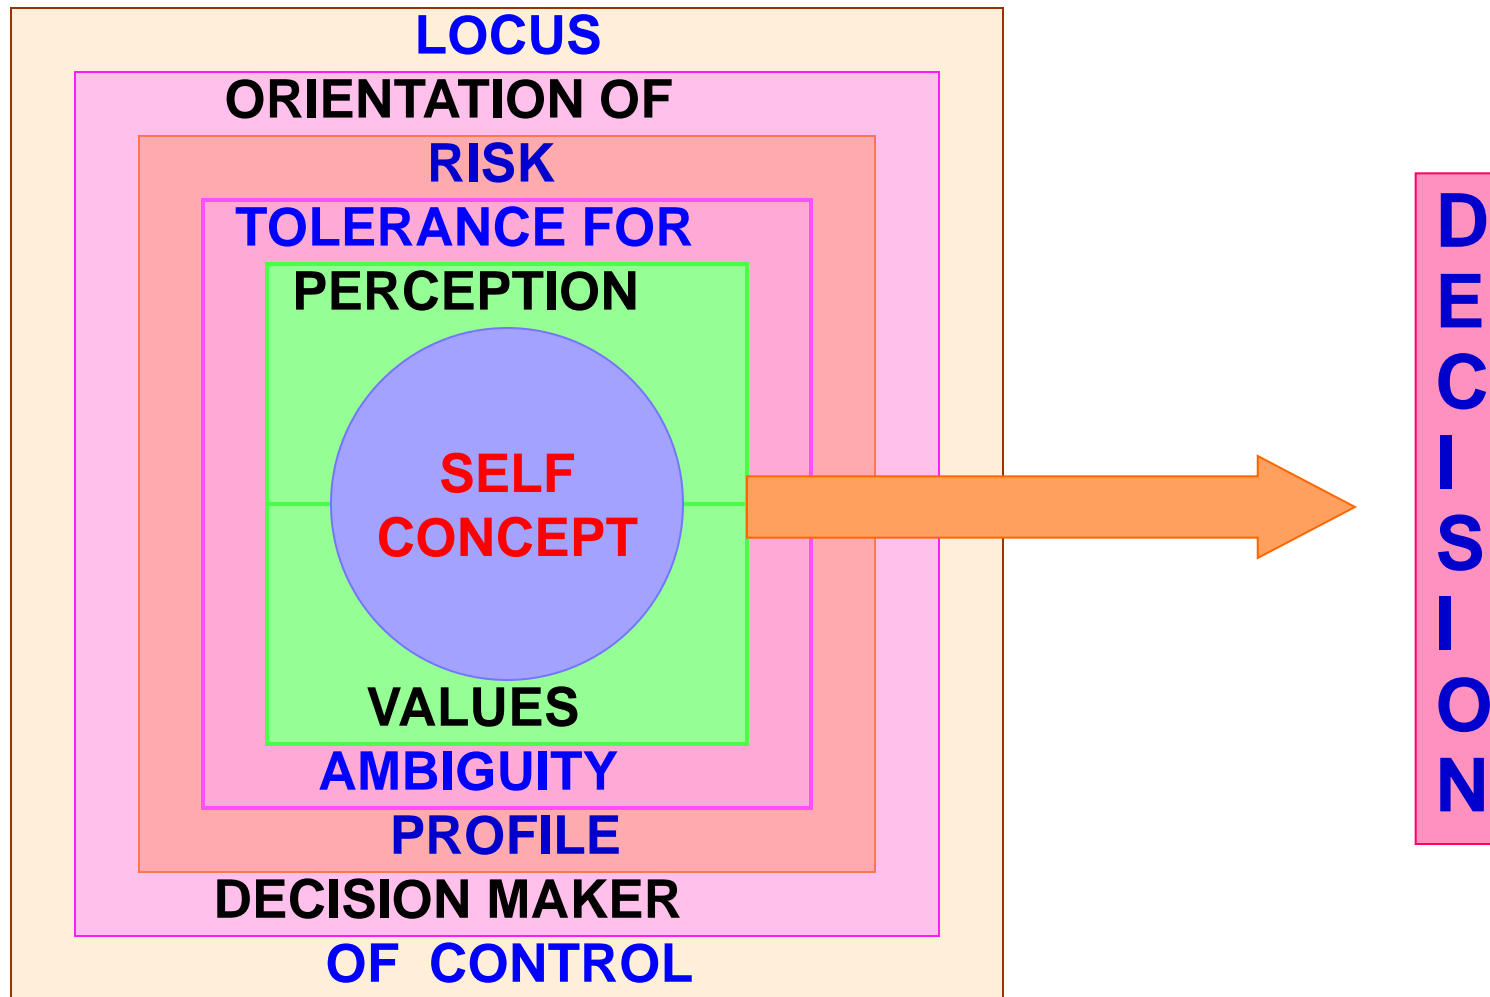 LOCUS
ORIENTATION OF
RISK
TOLERANCE FOR
PERCEPTION
SELF
CONCEPT
VALUES
AMBIGUITY
PROFILE
DECISION MAKER
OF CONTROL
D
E
C
I
S
I
O
N